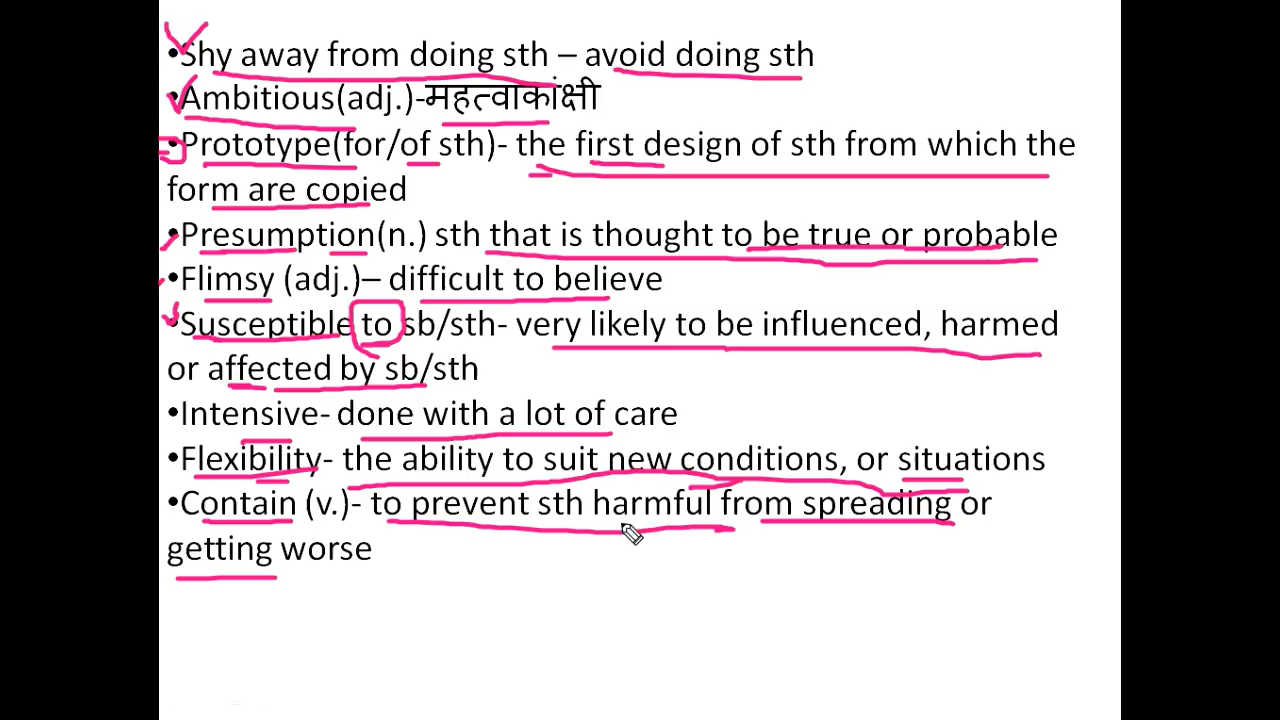 •Shy away from doing sth – avoid doing sth
•Ambitious(adj.)-महत्वाकांक्षी
•Prototype(for/of sth)- the first design of sth from which the
form are copied
•Presumption(n.) sth that is thought to be true or probable
•Flimsy (adj.)– difficult to believe
•Susceptible to sb/sth- very likely to be influenced, harmed
or affected by sb/sth
•Intensive- done with a lot of care
•Flexibility- the ability to suit new conditions, or situations
•Contain (v.)- to prevent sth harmful from spreading or
getting worse